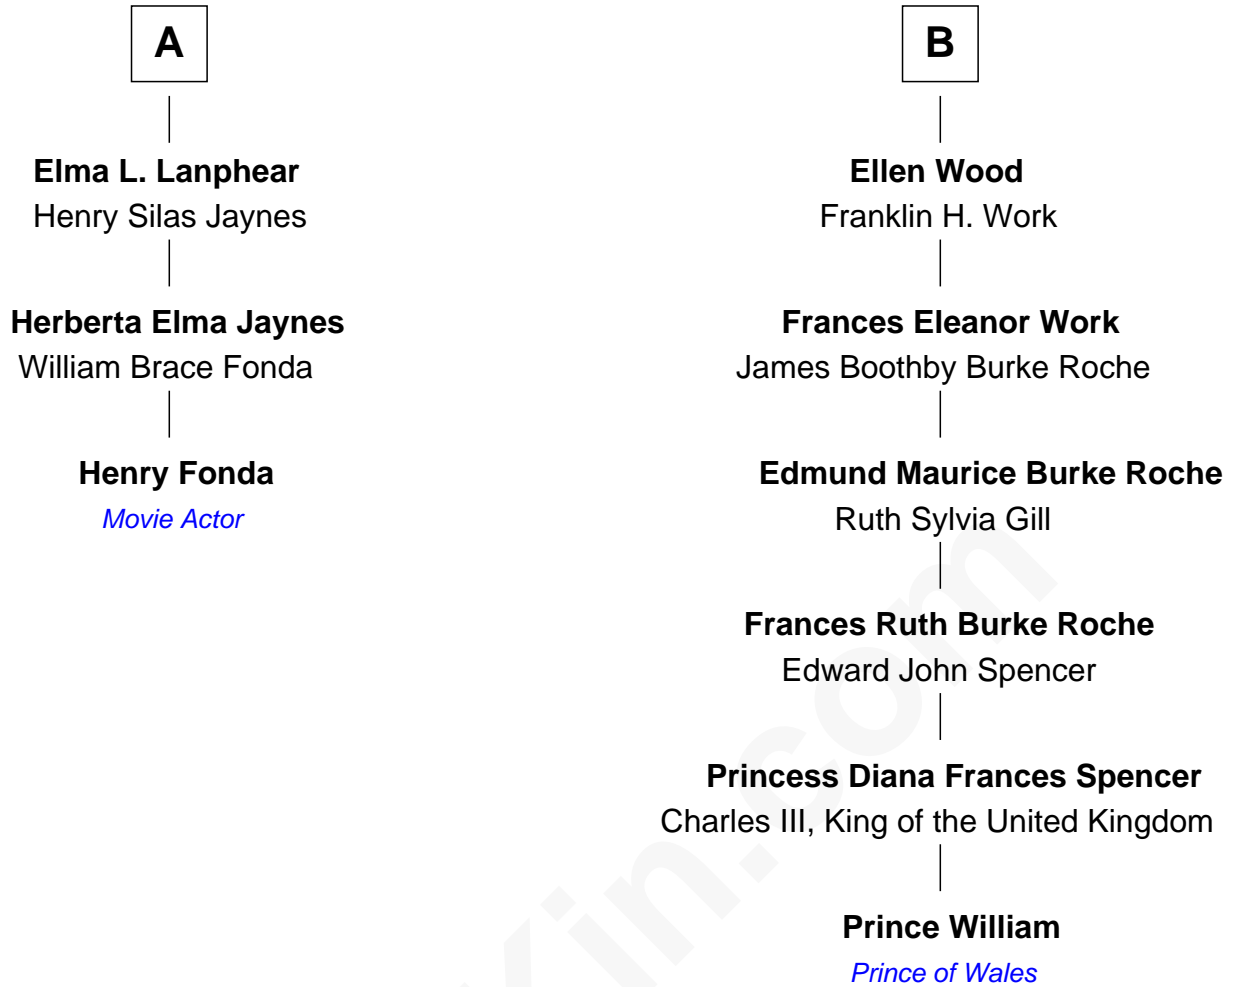 A
Elma L. Lanphear
Henry Silas Jaynes
Herberta Elma Jaynes
William Brace Fonda
Henry Fonda
Movie Actor
B
Ellen Wood
Franklin H. Work
Frances Eleanor Work
James Boothby Burke Roche
Edmund Maurice Burke Roche
Ruth Sylvia Gill
Frances Ruth Burke Roche
Edward John Spencer
Princess Diana Frances Spencer
Charles III, King of the United Kingdom
Prince William
Prince of Wales
Kin.com